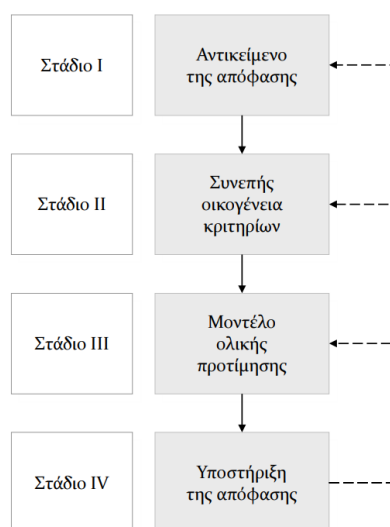 Στάδιο I
Αντικείμενο
της απόφασης
Στάδιο II
Συνεπής
οικογένεια
κριτηρίων
Στάδιο III
Μοντέλο
ολικής
προτίμησης
Στάδιο IV
Υποστήριξη
της απόφασης